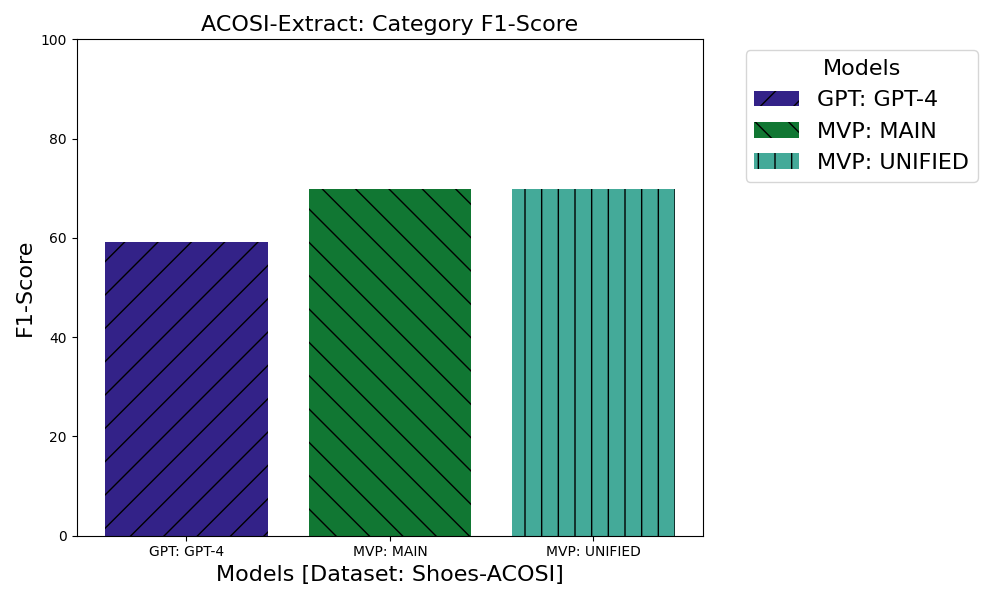 ACOSI-Extract: Category F1-Score
100
80
60
40
20
0
F1-Score
GPT: GPT-4
MVP: MAIN
MVP: UNIFIED
Models [Dataset: Shoes-ACOSI]
Models
GPT: GPT-4
MVP: MAIN
MVP: UNIFIED